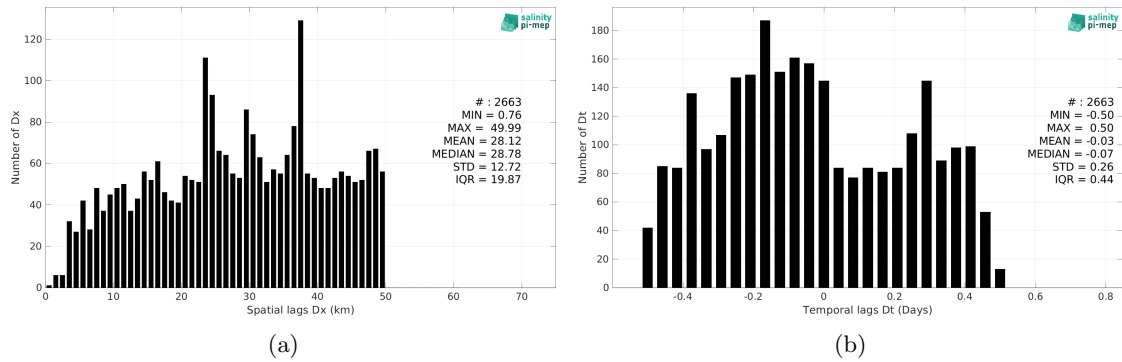 salinity
pi-mep
# : 2663
MIN = 0.76
MAX = 49.99
MEAN = 28.12
MEDIAN = 28.78
STD = 12.72
IQR = 19.87
Number of Dx
120
100
80
60
40
20
0
0 10 20 30 40 50 60 70
Spatial lags Dx (km)
(a)
salinity
pi-mep
# : 2663
MIN = -0.50
MAX = 0.50
MEAN = -0.03
MEDIAN = -0.07
STD = 0.26
IQR = 0.44
Number of Dt
180
160
140
120
100
80
60
40
20
0
-0.4 -0.2 0 0.2 0.4 0.6 0.8
Temporal lags Dt (Days)
(b)